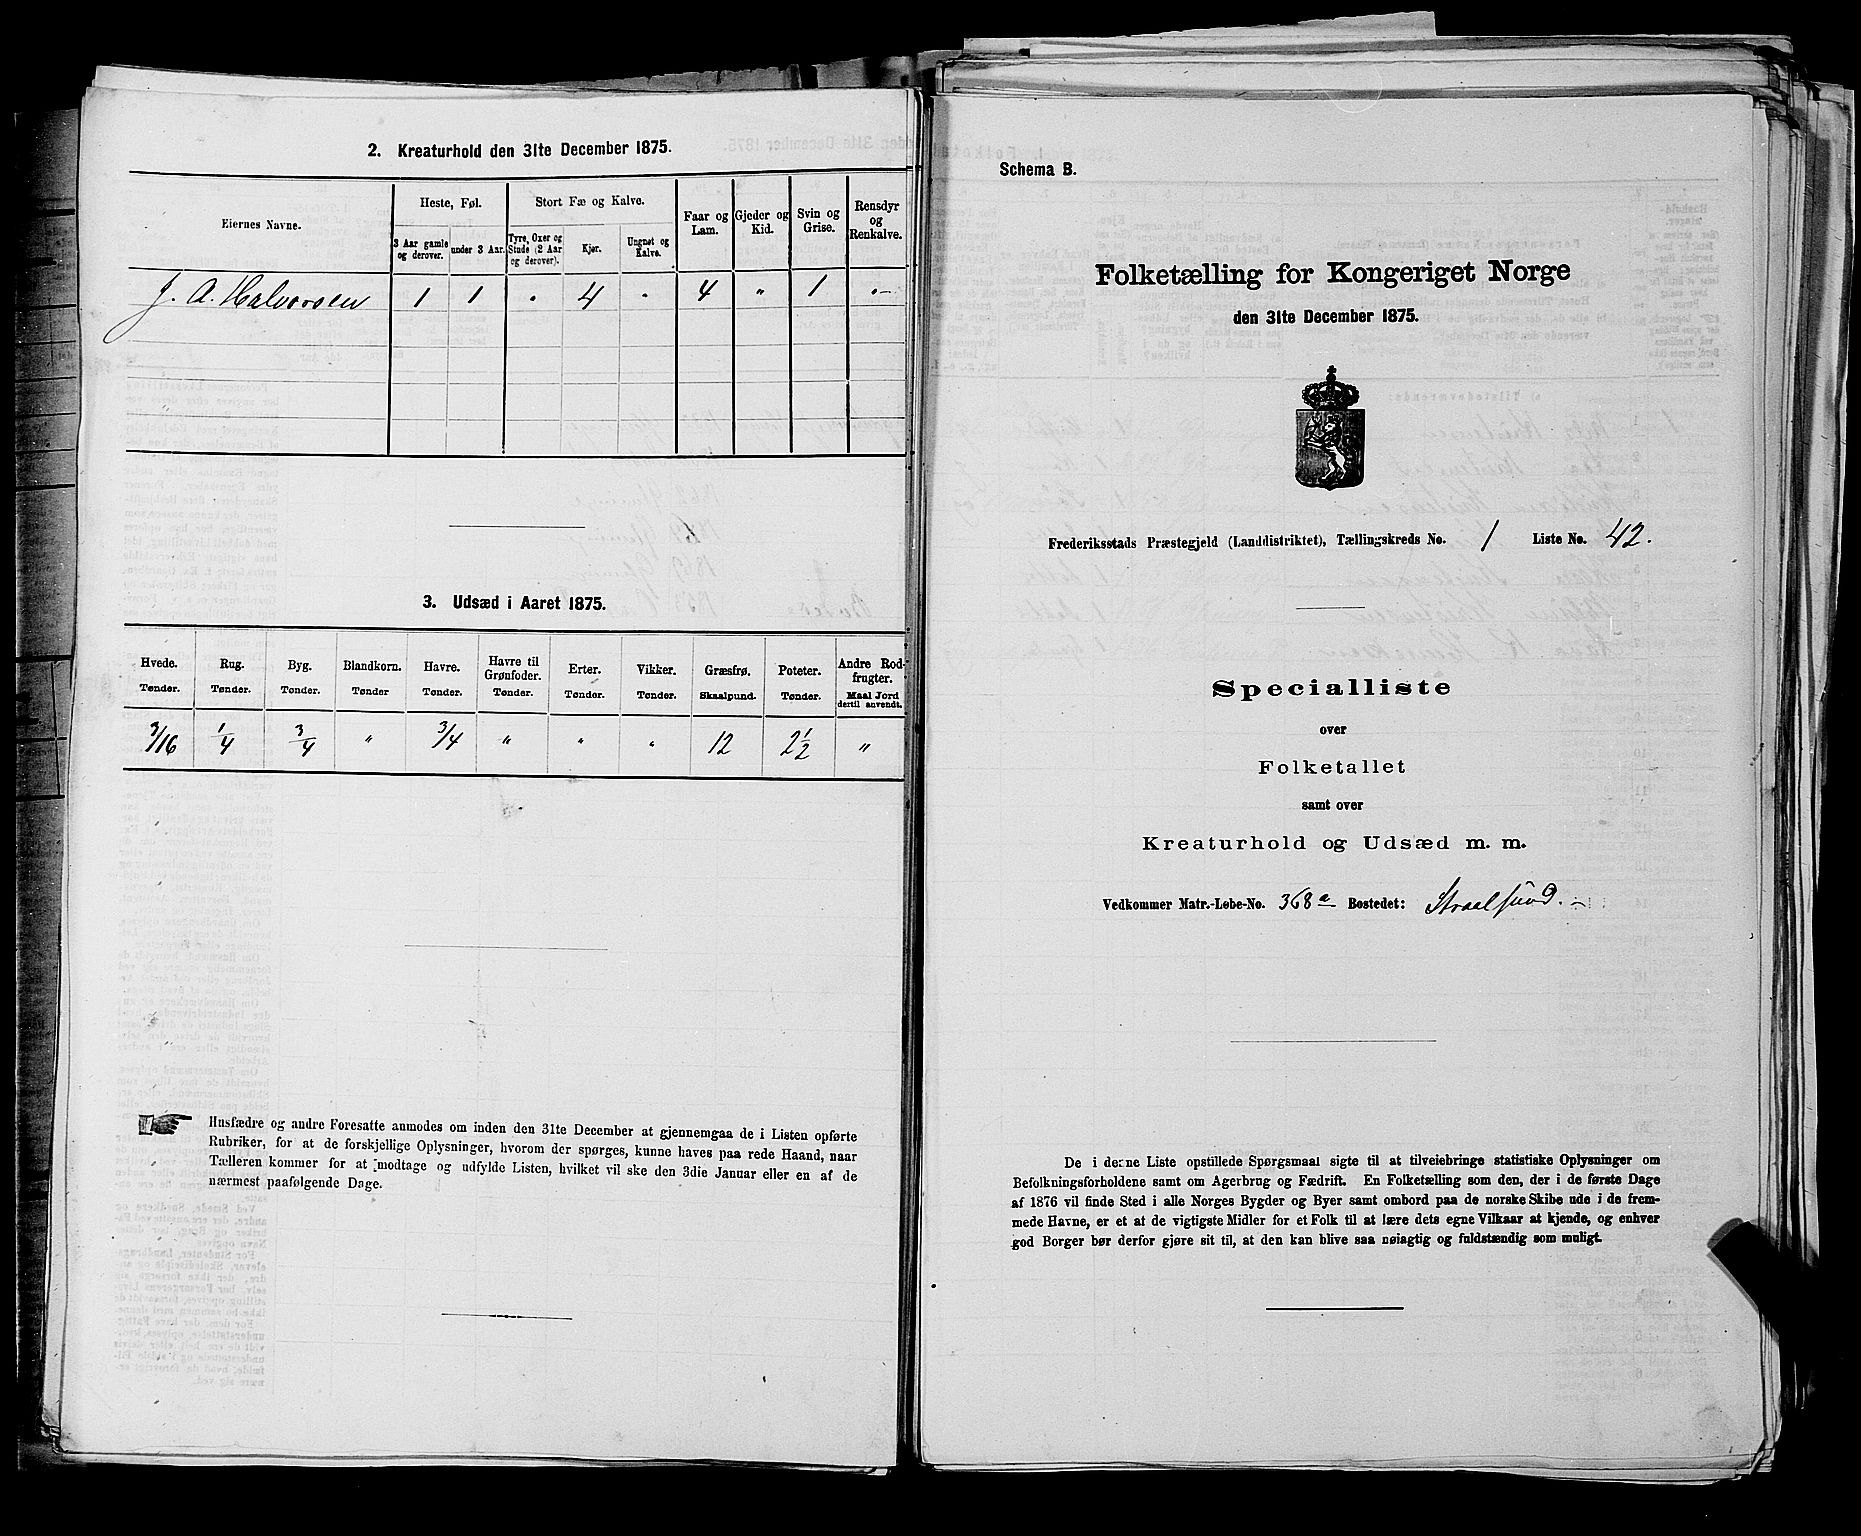 2. Kreaturhold den 31te December 1875.
Eiernes Navne.
Heste, Føl.
Stort Fæ og Kalve.
Faar og Lam.
Gjeder og Kid.
Svin og Grise.
Rensdyr og Renkalve.
3 Aar gamle og derover.
under 3 Aar.
Tyre, Oxer og Stude (2 Aar og derover).
Kjør.
Ungnøt og Kalve.
J. A. Halvorsen 1 1 " 4 " 4 " 1 "
3. Udsæd i Aaret 1875.
Hvede. Rug. Byg. Blandkorn. Havre. Havre til Grønfoder. Erter. Vikker. Græsfrø. Poteter. Andre Rodfrugter.
Tønder. Tønder. Tønder. Tønder Tønder. Tønder. Tønder. Tønder. Skaalpund. Tønder. Maal Jord dertil anvendt.
3/16 1/4 3/4 " 3/4 " " " 12 2 1/2 "
Husfædre og andre Foresatte anmodes om inden den 31te December at gjennemgaa de i Listen opførte
Rubriker, for at de forskjellige Oplysninger, hvorom der spørges, kunne haves paa rede Haand, naar
Tælleren kommer for at modtage og udfylde Listen, hvilket vil ske den 3die Januar eller en af de
nærmest paafølgende Dage.
Schema B.
Folketælling for Kongeriget Norge
den 31te December 1875.
Frederiksstads Præstegjeld (Landdistriktet), Tællingskreds No. 1 Liste No. 42.
Specialliste
over
Folketallet
samt over
Kreaturhold og Udsæd m. m.
Vedkommer Matr.-Løbe-No. 368a Bostedet: Straalsund.
De i derne Liste opstillede Spørgsmaal sigte til at tilveiebringe statistiske Oplysninger om
Befolkningsforholdene samt om Agerbrug og Fædrift. En Folketælling som den, der i de første Dage
af 1876 vil finde Sted i alle Norges Bygder og Byer samt ombord paa de norske Skibe ude i de frem-
mede Havne, er et at de vigtigste Midler for et Folk til at lære dets egne Vilkaar at kjende, og enhver
god Borger bør derfor gjøre sit til, at den kan blive saa nøiagtig og fuldstændig som muligt.